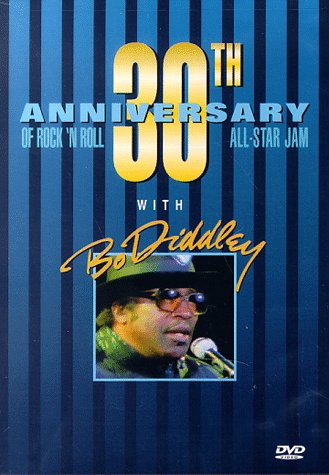 30TH
ANNIVERSARY
OF ROCK 'N ROLL ALL-STAR JAM
WITH
Bo Diddley
DVD
VIDEO